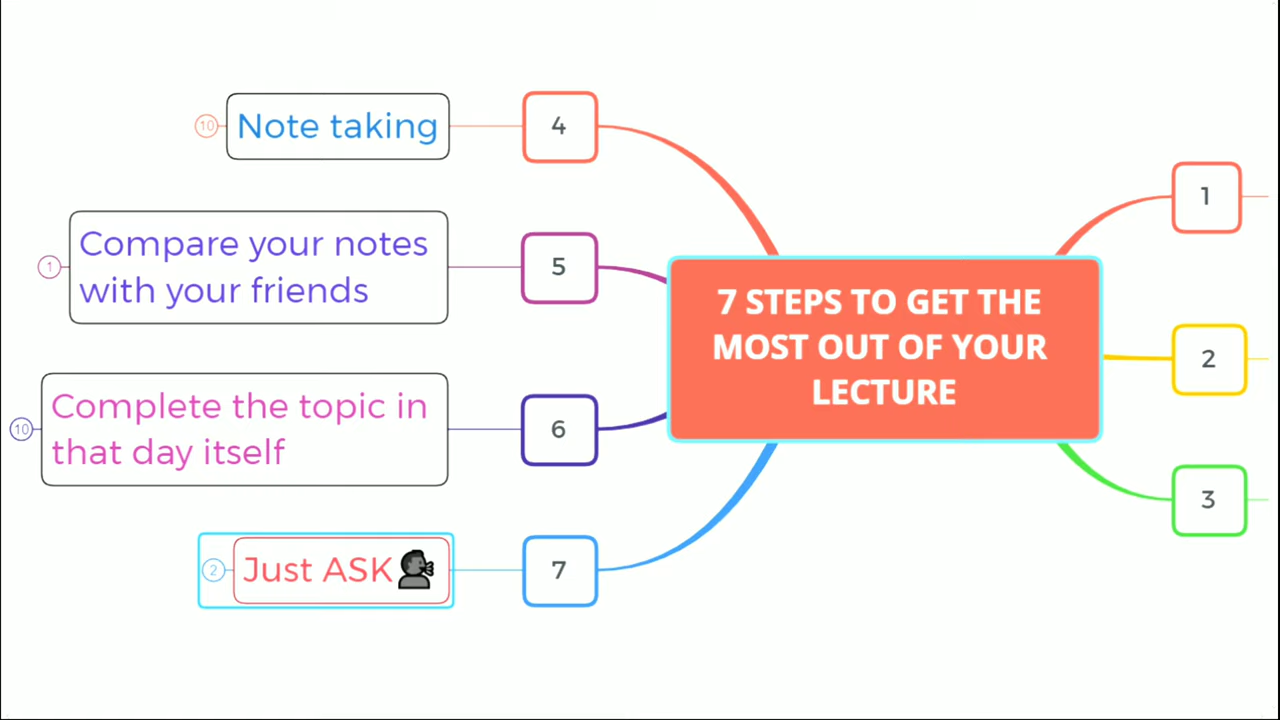 7 STEPS TO GET THE
MOST OUT OF YOUR
LECTURE
1
2
3
4
Note taking
10
5
Compare your notes
with your friends
1
6
Complete the topic in
that day itself
10
7
Just ASK
2